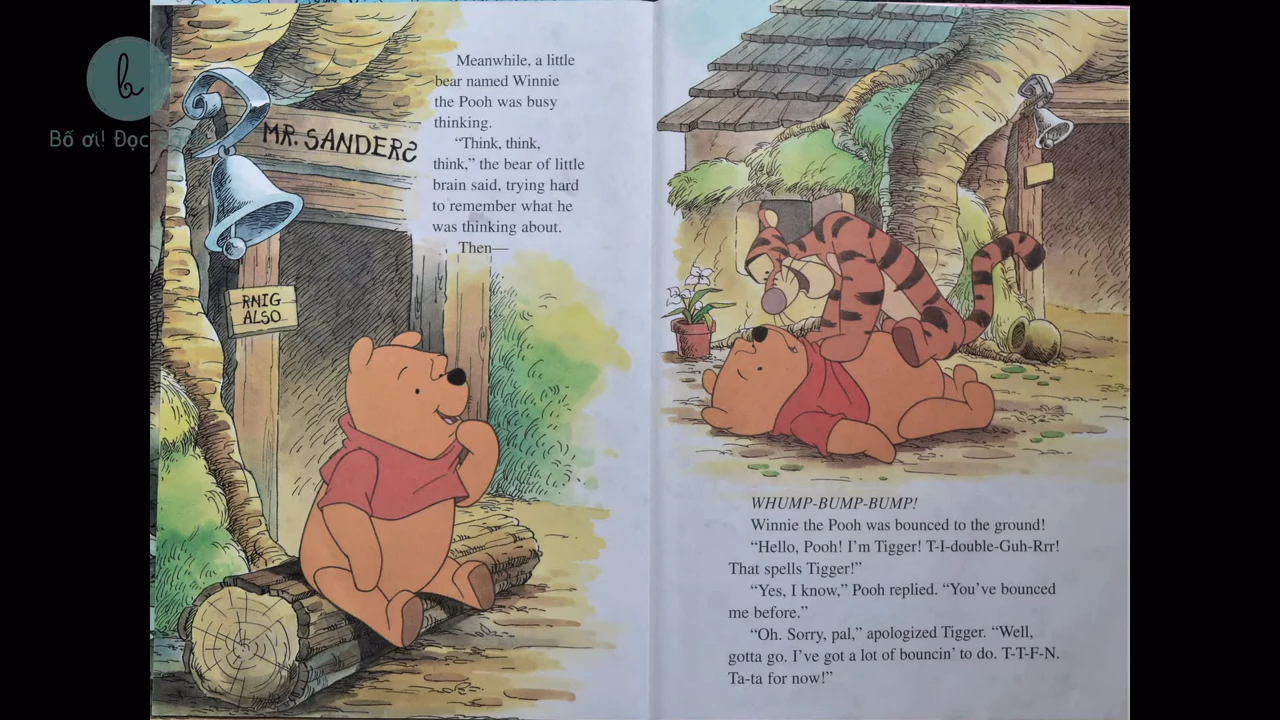 b
Bố ơi! Đọc
MR. SANDERS
RNIG
ALSO
Meanwhile, a little
bear named Winnie
the Pooh was busy
thinking.
“Think, think,
think,” the bear of little
brain said, trying hard
to remember what he
was thinking about.
Then—
WHUMP-BUMP-BUMP!
Winnie the Pooh was bounced to the ground!
“Hello, Pooh! I’m Tigger! T-I-double-Guh-Rrr!
That spells Tigger!”
“Yes, I know,” Pooh replied. “You’ve bounced
me before.”
“Oh. Sorry, pal,” apologized Tigger. “Well,
gotta go. I’ve got a lot of bouncin’ to do. T-T-F-N.
Ta-ta for now!”